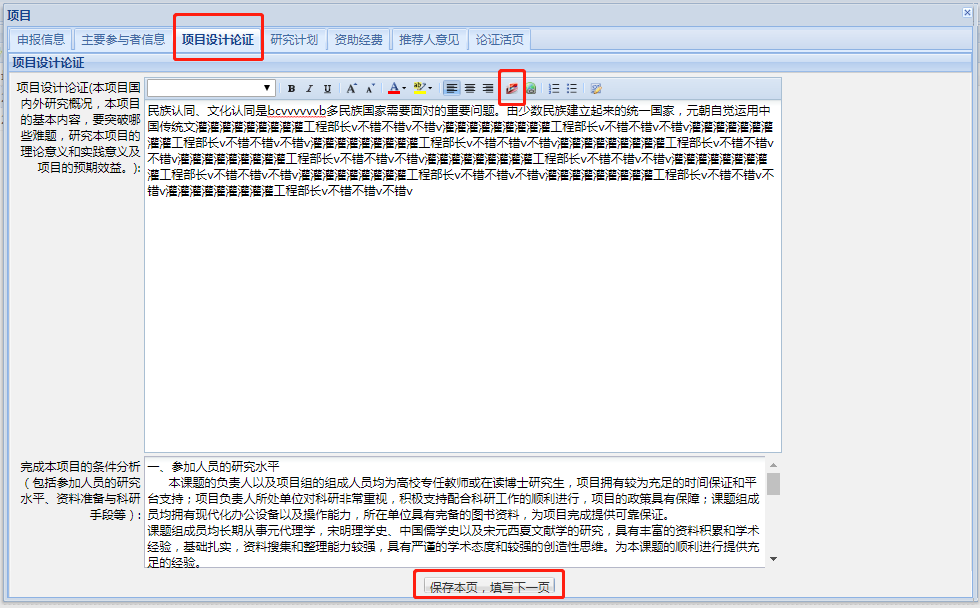 项目
申报信息 主要参与者信息 项目设计论证 研究计划 资助经费 推荐人意见 论证活页
项目设计论证
项目设计论证(本项目国
内外研究概况，本项目
的基本内容，要突破哪
些难题，研究本项目的
理论意义和实践意义及
项目的预期效益。):
B I U A A A ab
民族认同、文化认同是bcvvvvvvb多民族国家需要面对的重要问题。由少数民族建立起来的统一国家，元朝自觉运用中
国传统文灌灌灌灌灌灌灌灌灌工程部长v不错不错v不错v灌灌灌灌灌灌灌灌灌工程部长v不错不错v不错v灌灌灌灌灌灌灌
灌灌工程部长v不错不错v不错v灌灌灌灌灌灌灌灌灌工程部长v不错不错v不错v灌灌灌灌灌灌灌灌灌工程部长v不错不错v
不错v灌灌灌灌灌灌灌灌灌工程部长v不错不错v不错v灌灌灌灌灌灌灌灌灌工程部长v不错不错v不错v灌灌灌灌灌灌灌灌
灌工程部长v不错不错v不错v灌灌灌灌灌灌灌灌灌工程部长v不错不错v不错v灌灌灌灌灌灌灌灌灌工程部长v不错不错v不
错v灌灌灌灌灌灌灌灌灌工程部长v不错不错v不错v
完成本项目的条件分析
（包括参加人员的研究
水平、资料准备与科研
手段等）:
一、参加人员的研究水平
本课题的负责人以及项目组的组成人员均为高校专任教师或在读博士研究生，项目拥有较为充足的时间保证和平
台支持；项目负责人所处单位对科研非常重视，积极支持配合科研工作的顺利进行，项目的政策具有保障；课题组成
员均拥有现代化办公设备以及操作能力，所在单位具有完备的图书资料，为项目完成提供可靠保证。
课题组成员均长期从事元代理学，宋明理学史、中国儒学史以及宋元西夏文献学的研究，具有丰富的资料积累和学术
经验，基础扎实，资料搜集和整理能力较强，具有严谨的学术态度和较强的创造性思维。为本课题的顺利进行提供充
足的经验。
保存本页，填写下一页